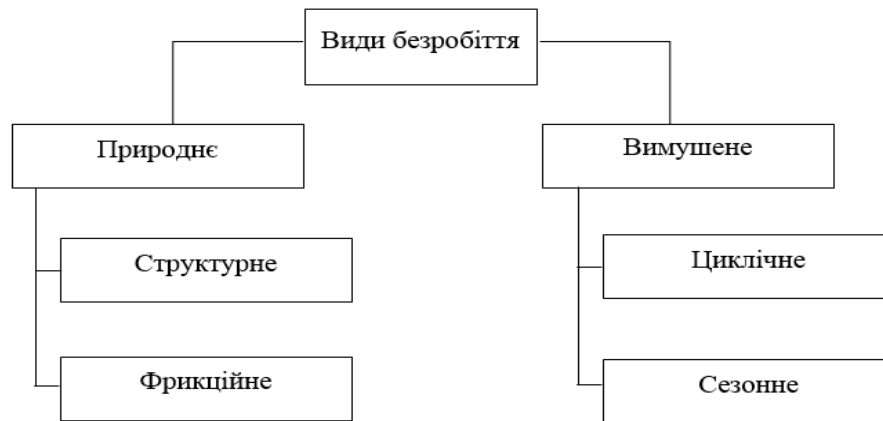 Види безробіття
Природнє
Вимушене
Структурне
Циклічне
Фрикційне
Сезонне